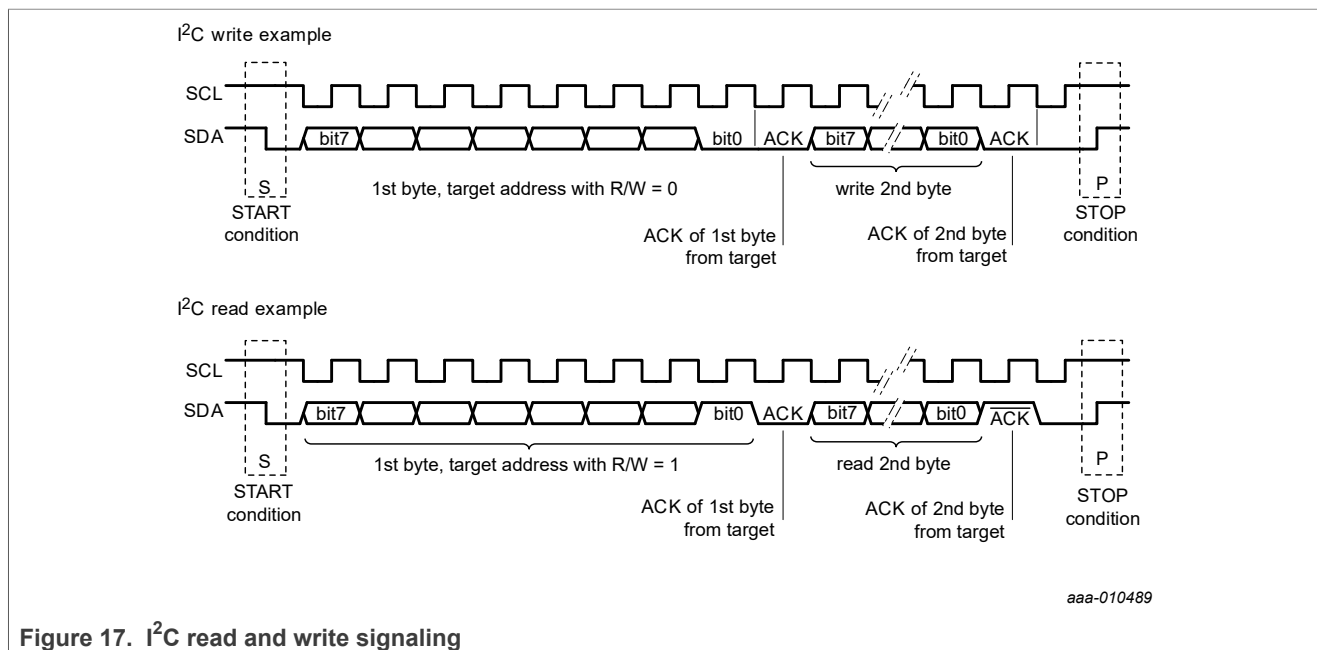 I²C write example
SCL
SDA bit7 bit0 ACK bit7 bit0 ACK
S 1st byte, target address with R/W = 0 write 2nd byte P
START condition
ACK of 1st byte from target
ACK of 2nd byte from target
STOP condition
I²C read example
SCL
SDA bit7 bit0 ACK bit7 bit0 A̅C̅K̅
S 1st byte, target address with R/W = 1 read 2nd byte P
START condition
ACK of 1st byte from target
ACK of 2nd byte from target
STOP condition
aaa-010489
Figure 17. I²C read and write signaling